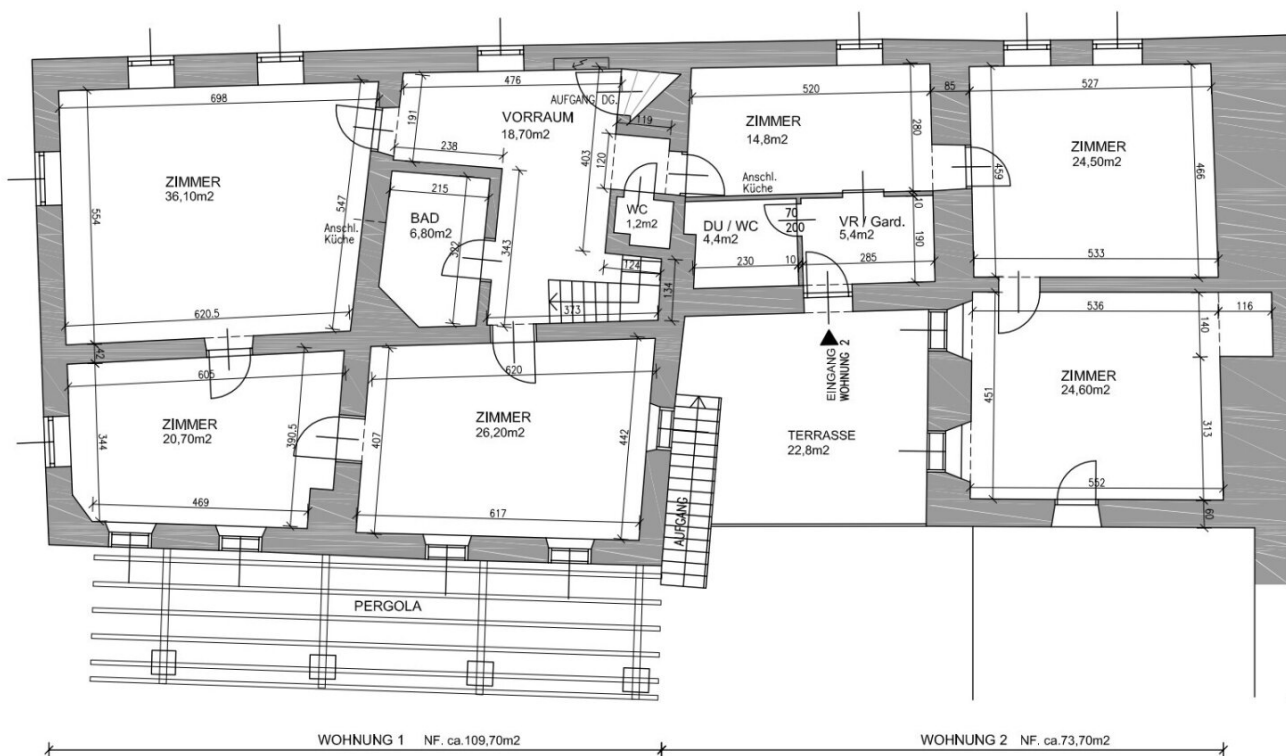 698
476
AUFGANG DG.
520
85
527
191
VORRAUM
18,70m2
119
ZIMMER
14,8m2
280
238
403
120
ZIMMER
36,10m2
554
547
Anschl.
Küche
215
BAD
6,80m2
322
343
WC
1,2m2
Anschl.
Küche
ZIMMER
24,50m2
459
466
DU / WC
4,4m2
70
200
VR / Gard.
5,4m2
10
190
230
10
285
533
124
134
373
620,5
42
605
620
EINGANG
WOHNUNG 2
536
116
140
ZIMMER
20,70m2
344
390,5
ZIMMER
26,20m2
407
442
TERRASSE
22,8m2
451
ZIMMER
24,60m2
313
469
617
AUFGANG
552
60
PERGOLA
WOHNUNG 1 NF. ca.109,70m2
WOHNUNG 2 NF. ca.73,70m2